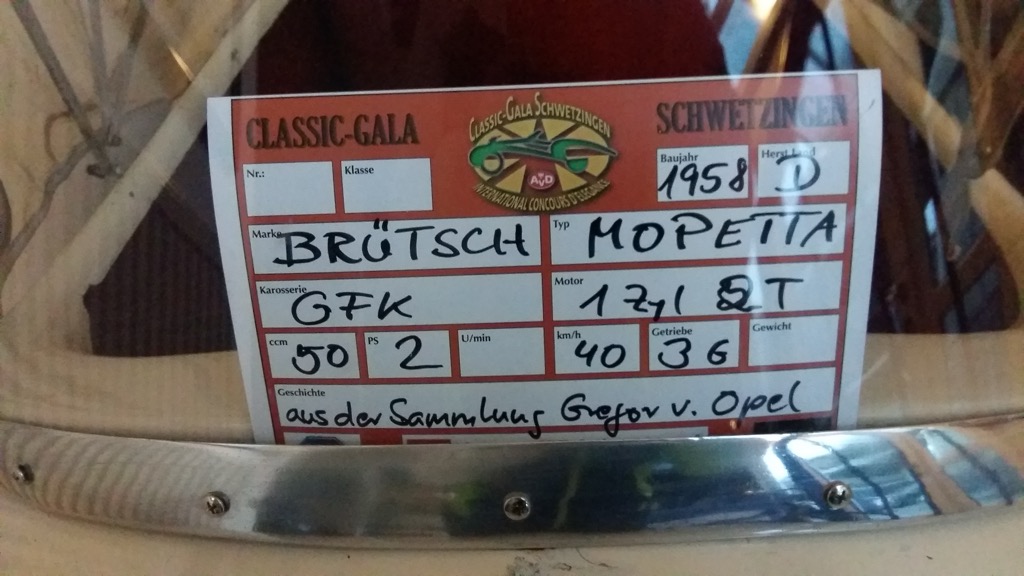 CLASSIC-GALA
SCHWETZINGEN
CLASSIC-GALA SCHWETZINGEN
AvD
INTERNATIONAL CONCOURS D'ELEGANCE
Nr.:
Klasse
Baujahr 1958
Herst.Land D
Marke BRÜTSCH
Typ MOPETTA
Karosserie GFK
Motor 1 Zyl 2T
ccm 50
PS 2
U/min
km/h 40
Getriebe 3 G
Gewicht
Geschichte
aus der Sammlung Gregor v. Opel